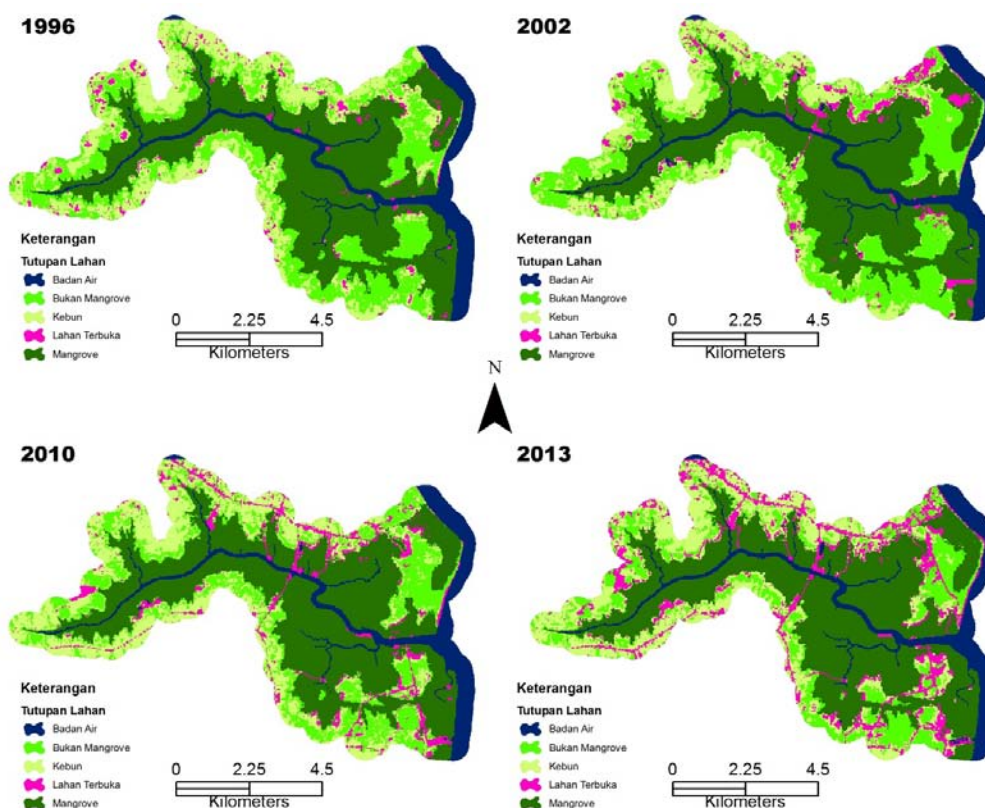 1996
Keterangan
Tutupan Lahan
Badan Air
Bukan Mangrove
Kebun
Lahan Terbuka
Mangrove
0 2.25 4.5
Kilometers
2002
Keterangan
Tutupan Lahan
Badan Air
Bukan Mangrove
Kebun
Lahan Terbuka
Mangrove
0 2.25 4.5
Kilometers
N
2010
Keterangan
Tutupan Lahan
Badan Air
Bukan Mangrove
Kebun
Lahan Terbuka
Mangrove
0 2.25 4.5
Kilometers
2013
Keterangan
Tutupan Lahan
Badan Air
Bukan Mangrove
Kebun
Lahan Terbuka
Mangrove
0 2.25 4.5
Kilometers